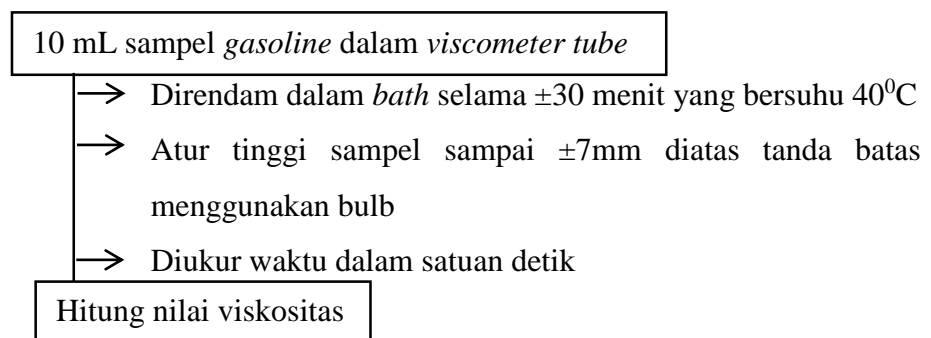 10 mL sampel gasoline dalam viscometer tube
Direndam dalam bath selama ±30 menit yang bersuhu 40⁰C
Atur tinggi sampel sampai ±7mm diatas tanda batas
menggunakan bulb
Diukur waktu dalam satuan detik
Hitung nilai viskositas